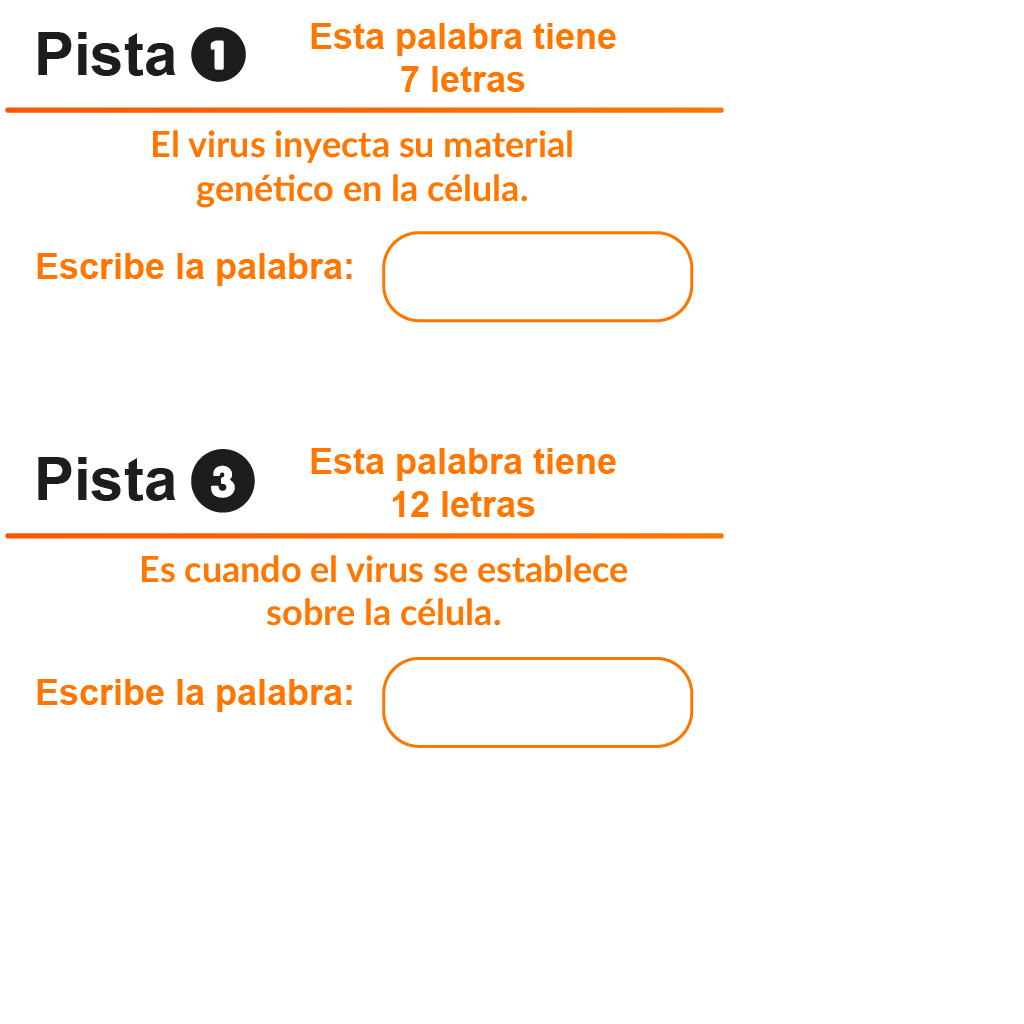 Pista 1
Esta palabra tiene
7 letras
El virus inyecta su material
genético en la célula.
Escribe la palabra:
Pista 3
Esta palabra tiene
12 letras
Es cuando el virus se establece
sobre la célula.
Escribe la palabra: